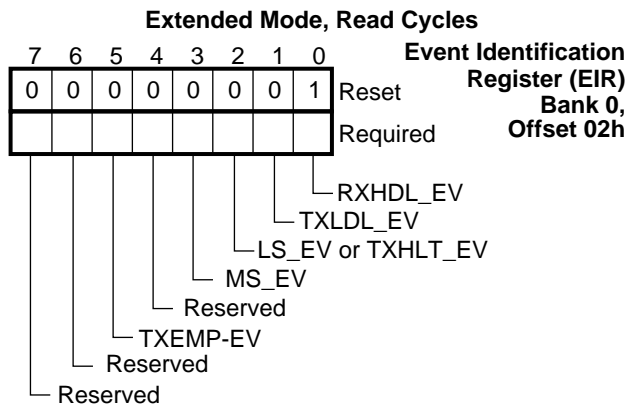 Extended Mode, Read Cycles
7 6 5 4 3 2 1 0
Event Identification
Register (EIR)
Bank 0,
Offset 02h
0 0 0 0 0 0 0 1 Reset
Required
RXHDL_EV
TXLDL_EV
LS_EV or TXHLT_EV
MS_EV
Reserved
TXEMP-EV
Reserved
Reserved